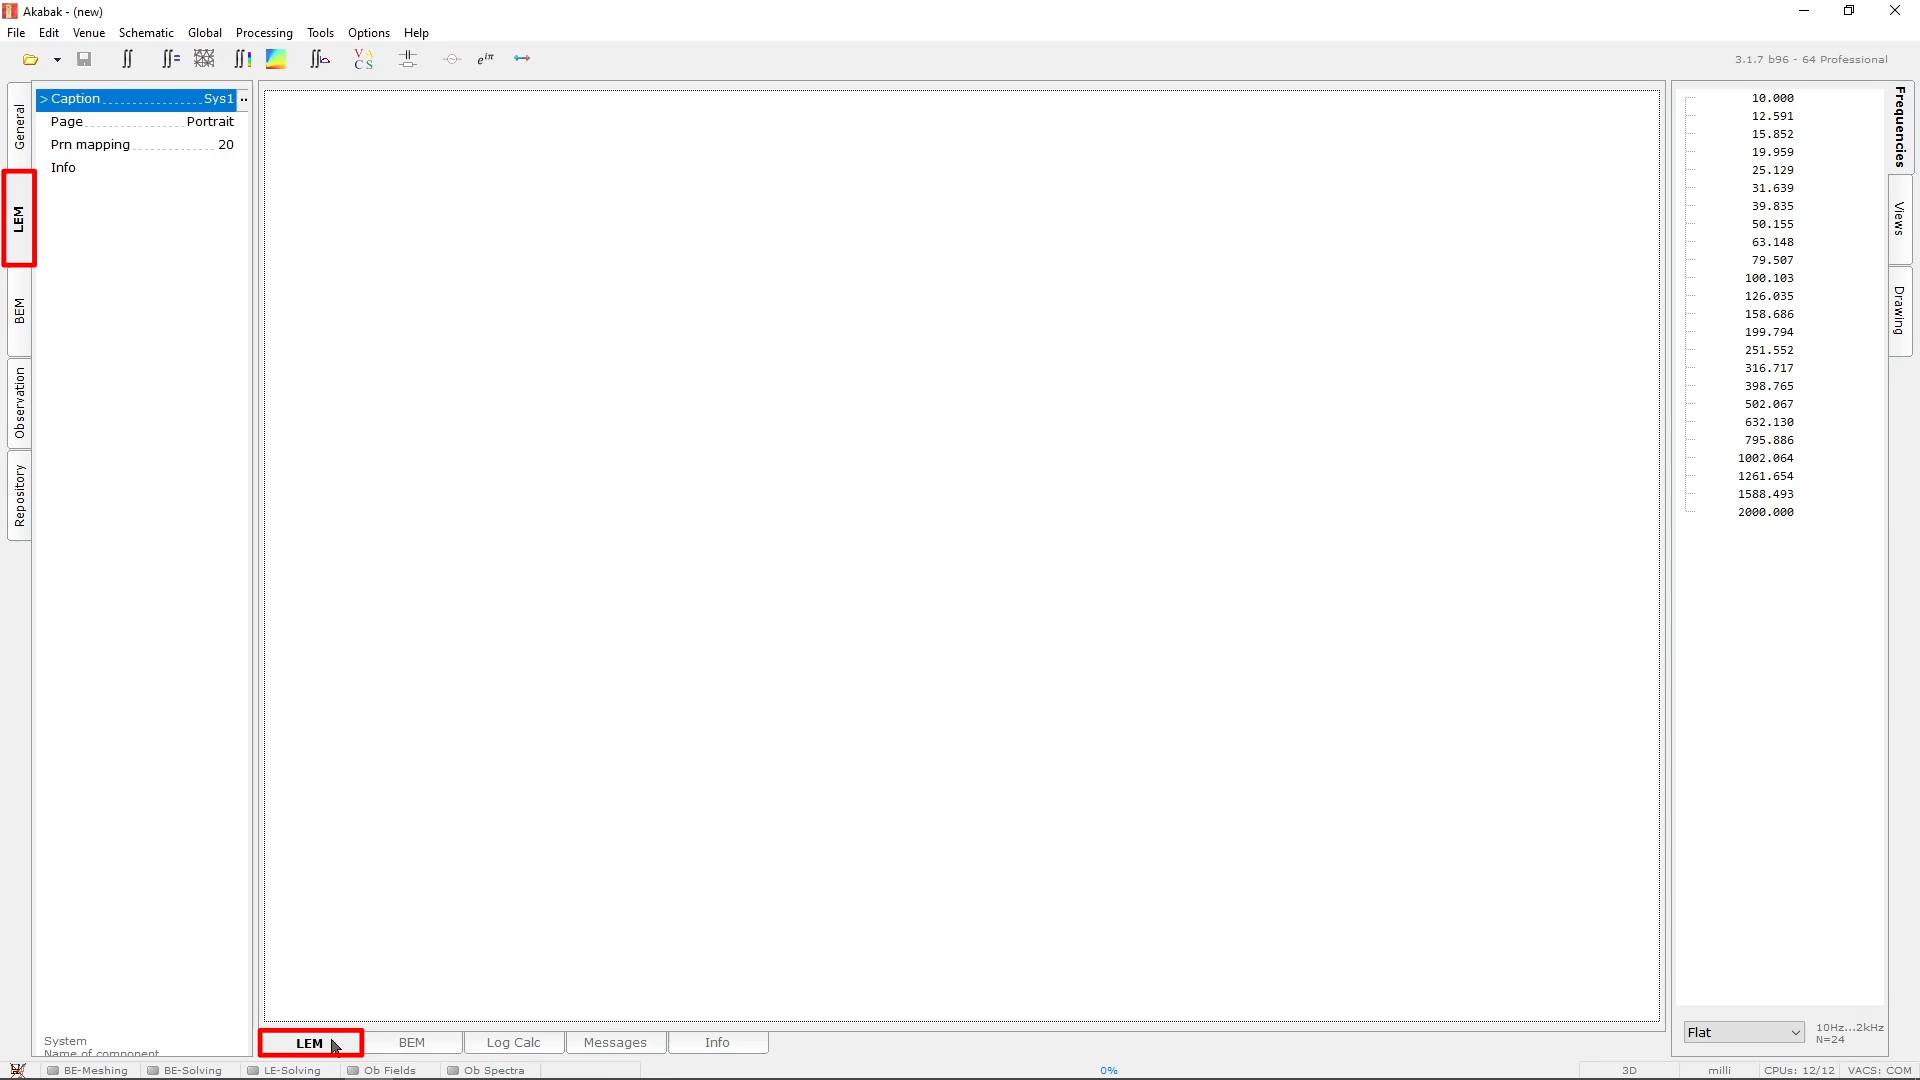 Akabak - (new)
File Edit Venue Schematic Global Processing Tools Options Help
V A C S
e^iπ
3.1.7 b96 - 64 Professional
General
LEM
BEM
Observation
Repository
> Caption Sys1 ..
Page Portrait
Prn mapping 20
Info
System
Name of component
LEM BEM Log Calc Messages Info
10.000
12.591
15.852
19.959
25.129
31.639
39.835
50.155
63.148
79.507
100.103
126.035
158.686
199.794
251.552
316.717
398.765
502.067
632.130
795.886
1002.064
1261.654
1588.493
2000.000
Frequencies
Views
Drawing
Flat
10Hz...2kHz
N=24
BE-Meshing BE-Solving LE-Solving Ob Fields Ob Spectra 0% 3D milli CPUs: 12/12 VACS: COM